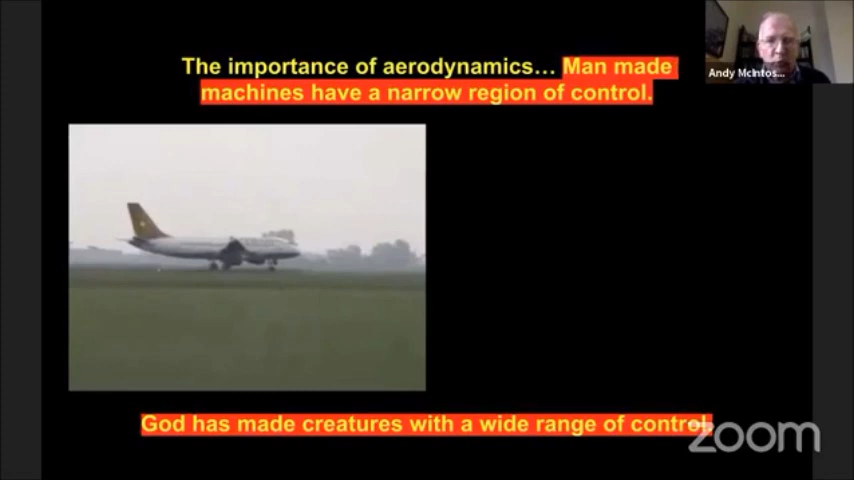 The importance of aerodynamics... Man made
machines have a narrow region of control.
Andy McIntos...
God has made creatures with a wide range of control.
zoom